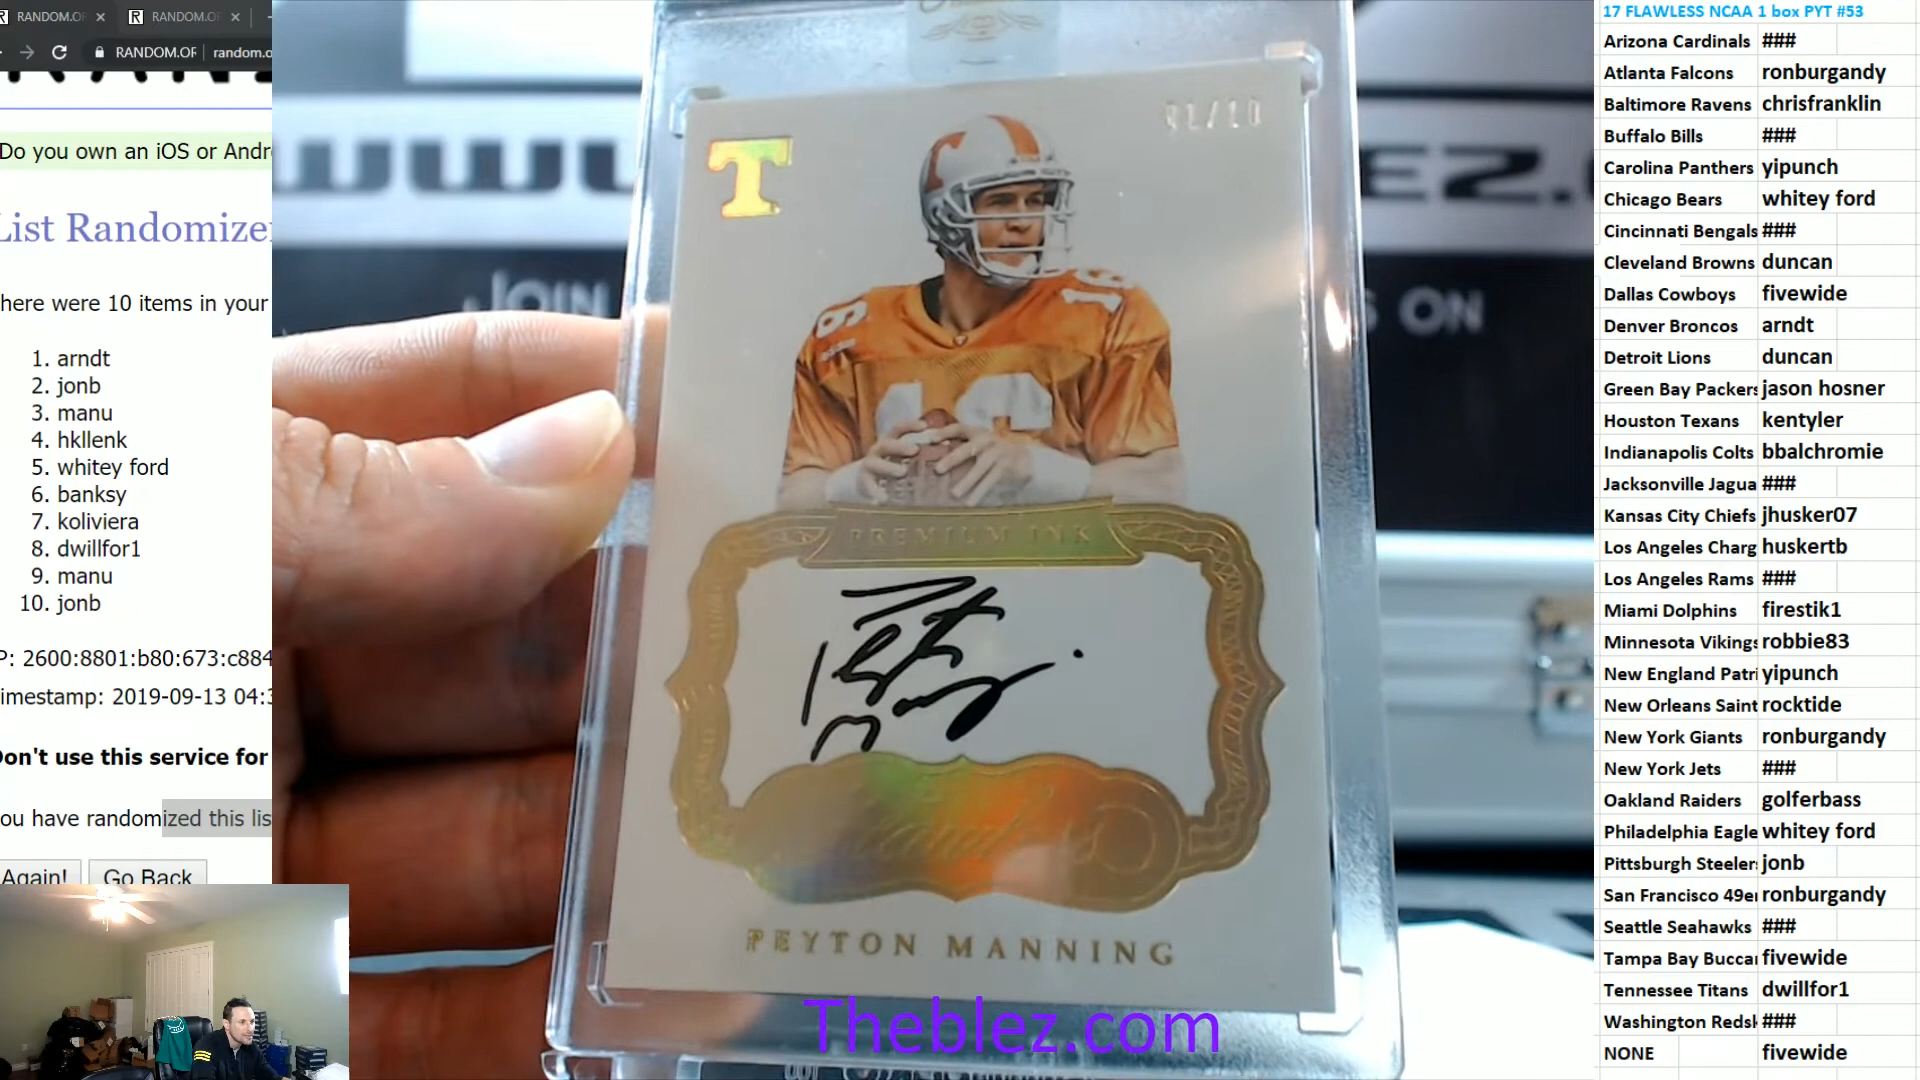 RANDOM.OF
RANDOM.OF
RANDOM.OF
random.o
Do you own an iOS or Andr
List Randomize
here were 10 items in your
1. arndt
2. jonb
3. manu
4. hkllenk
5. whitey ford
6. banksy
7. koliviera
8. dwillfor1
9. manu
10. jonb
P: 2600:8801:b80:673:c884
imestamp: 2019-09-13 04:3
Don't use this service for
ou have randomized this lis
Again!
Go Back
JOIN
S ON
T
PREMIUM INK
Peyton Manning
PEYTON MANNING
Theblez.com
17 FLAWLESS NCAA 1 box PYT #53
Arizona Cardinals ###
Atlanta Falcons ronburgandy
Baltimore Ravens chrisfranklin
Buffalo Bills ###
Carolina Panthers yipunch
Chicago Bears whitey ford
Cincinnati Bengals ###
Cleveland Browns duncan
Dallas Cowboys fivewide
Denver Broncos arndt
Detroit Lions duncan
Green Bay Packers jason hosner
Houston Texans kentyler
Indianapolis Colts bbalchromie
Jacksonville Jagua ###
Kansas City Chiefs jhusker07
Los Angeles Charg huskertb
Los Angeles Rams ###
Miami Dolphins firestik1
Minnesota Vikings robbie83
New England Patri yipunch
New Orleans Saint rocktide
New York Giants ronburgandy
New York Jets ###
Oakland Raiders golferbass
Philadelphia Eagle whitey ford
Pittsburgh Steelers jonb
San Francisco 49e ronburgandy
Seattle Seahawks ###
Tampa Bay Bucca fivewide
Tennessee Titans dwillfor1
Washington Redsk ###
NONE fivewide